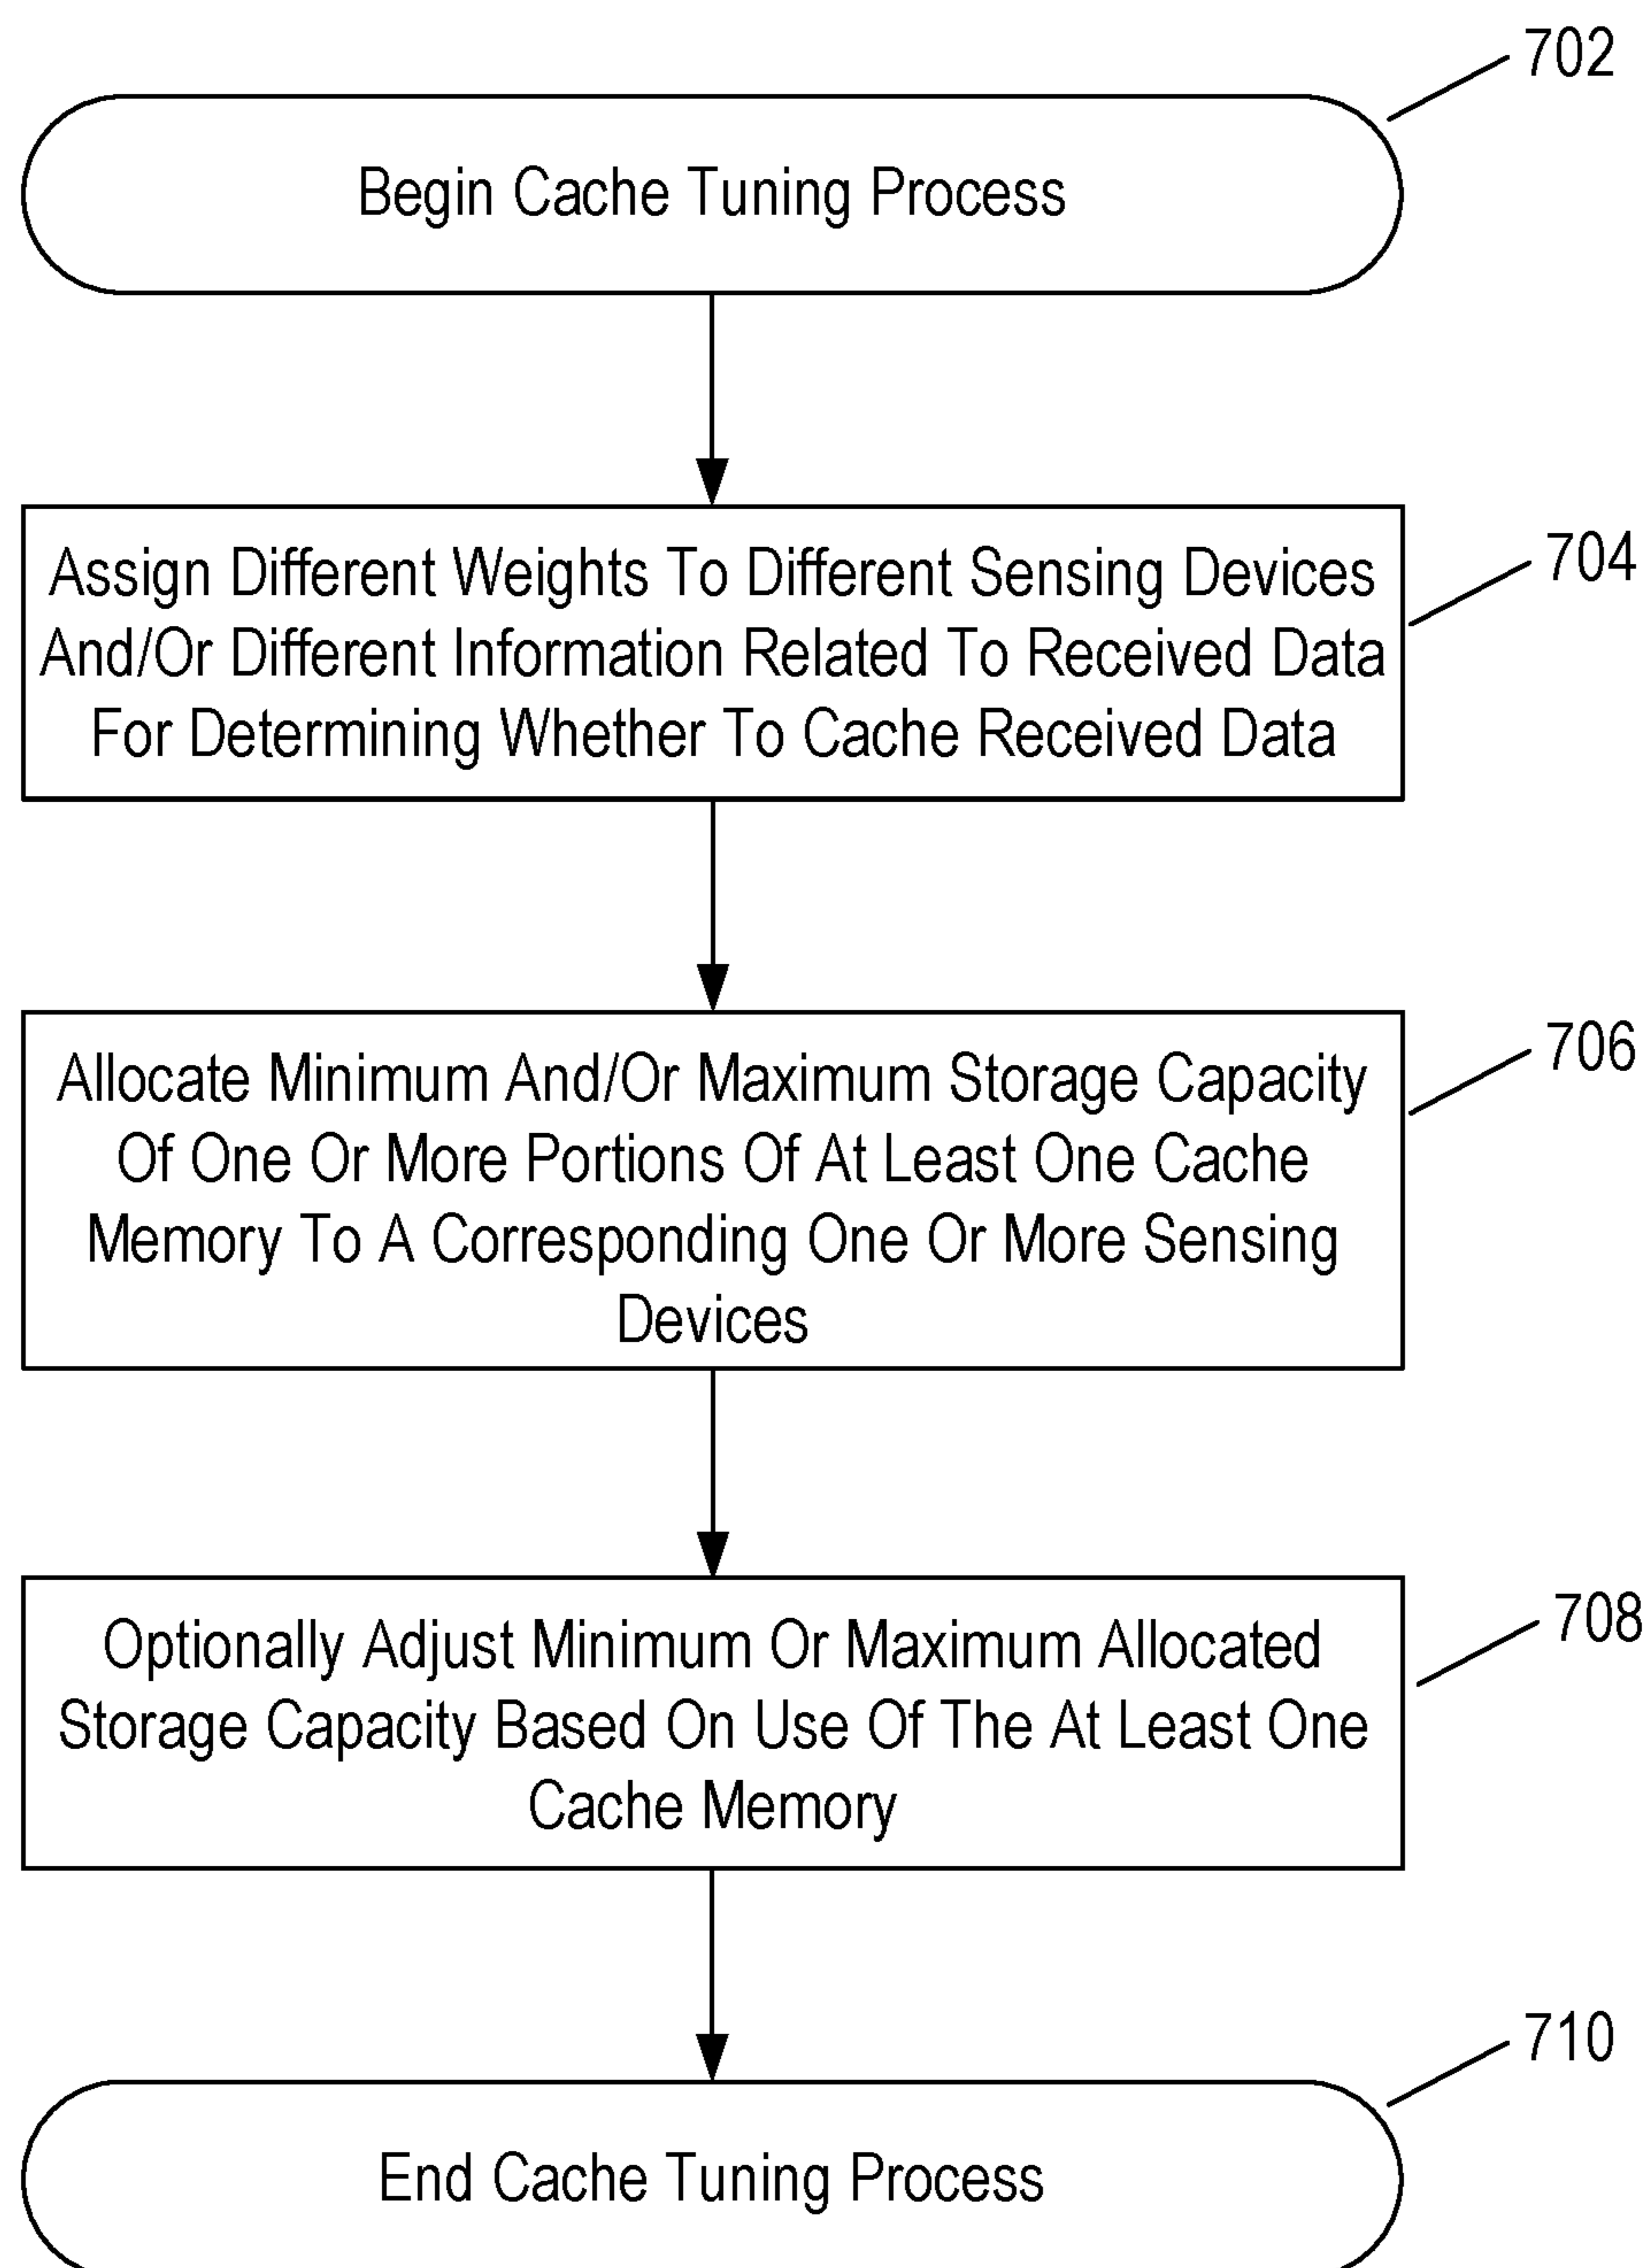 702
Begin Cache Tuning Process
Assign Different Weights To Different Sensing Devices
704
And/Or Different Information Related To Received Data
For Determining Whether To Cache Received Data
706
Allocate Minimum And/Or Maximum Storage Capacity
Of One Or More Portions Of At Least One Cache
Memory To A Corresponding One Or More Sensing
Devices
708
Optionally Adjust Minimum Or Maximum Allocated
Storage Capacity Based On Use Of The At Least One
Cache Memory
710
End Cache Tuning Process